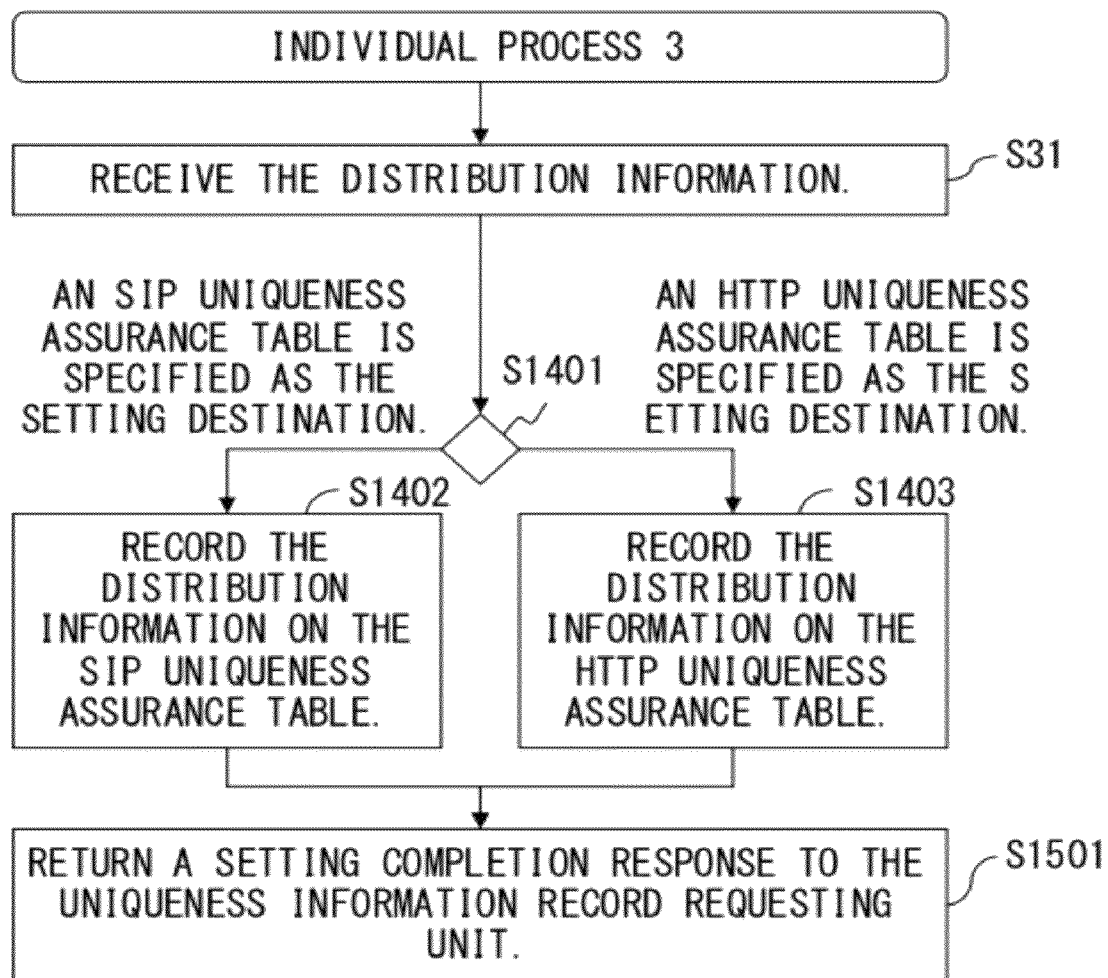 INDIVIDUAL PROCESS 3
RECEIVE THE DISTRIBUTION INFORMATION.
S31
AN SIP UNIQUENESS
ASSURANCE TABLE IS
SPECIFIED AS THE
SETTING DESTINATION.
S1401
AN HTTP UNIQUENESS
ASSURANCE TABLE IS
SPECIFIED AS THE S
ETTING DESTINATION.
S1402
RECORD THE
DISTRIBUTION
INFORMATION ON THE
SIP UNIQUENESS
ASSURANCE TABLE.
S1403
RECORD THE
DISTRIBUTION
INFORMATION ON THE
HTTP UNIQUENESS
ASSURANCE TABLE.
RETURN A SETTING COMPLETION RESPONSE TO THE
UNIQUENESS INFORMATION RECORD REQUESTING
UNIT.
S1501